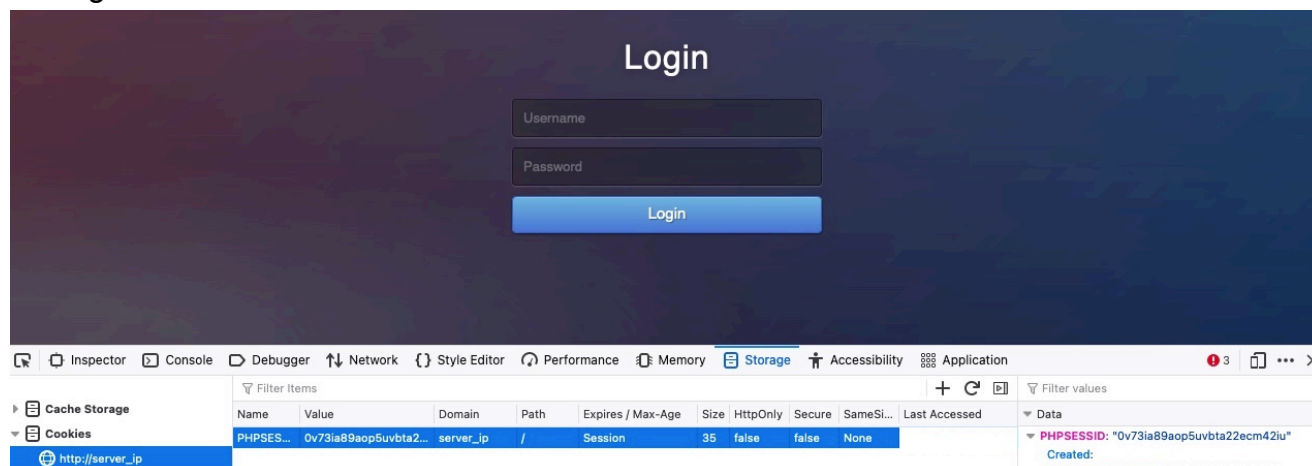 Login
Username
Password
Login
Inspector Console Debugger Network {} Style Editor Performance Memory Storage Accessibility Application 3
Filter Items Filter values
Cache Storage
Cookies
http://server_ip
Name Value Domain Path Expires / Max-Age Size HttpOnly Secure SameSi... Last Accessed
PHPSES... 0v73ia89aop5uvbta2... server_ip / Session 35 false false None
Data
PHPSESSID: "0v73ia89aop5uvbta22ecm42iu"
Created: